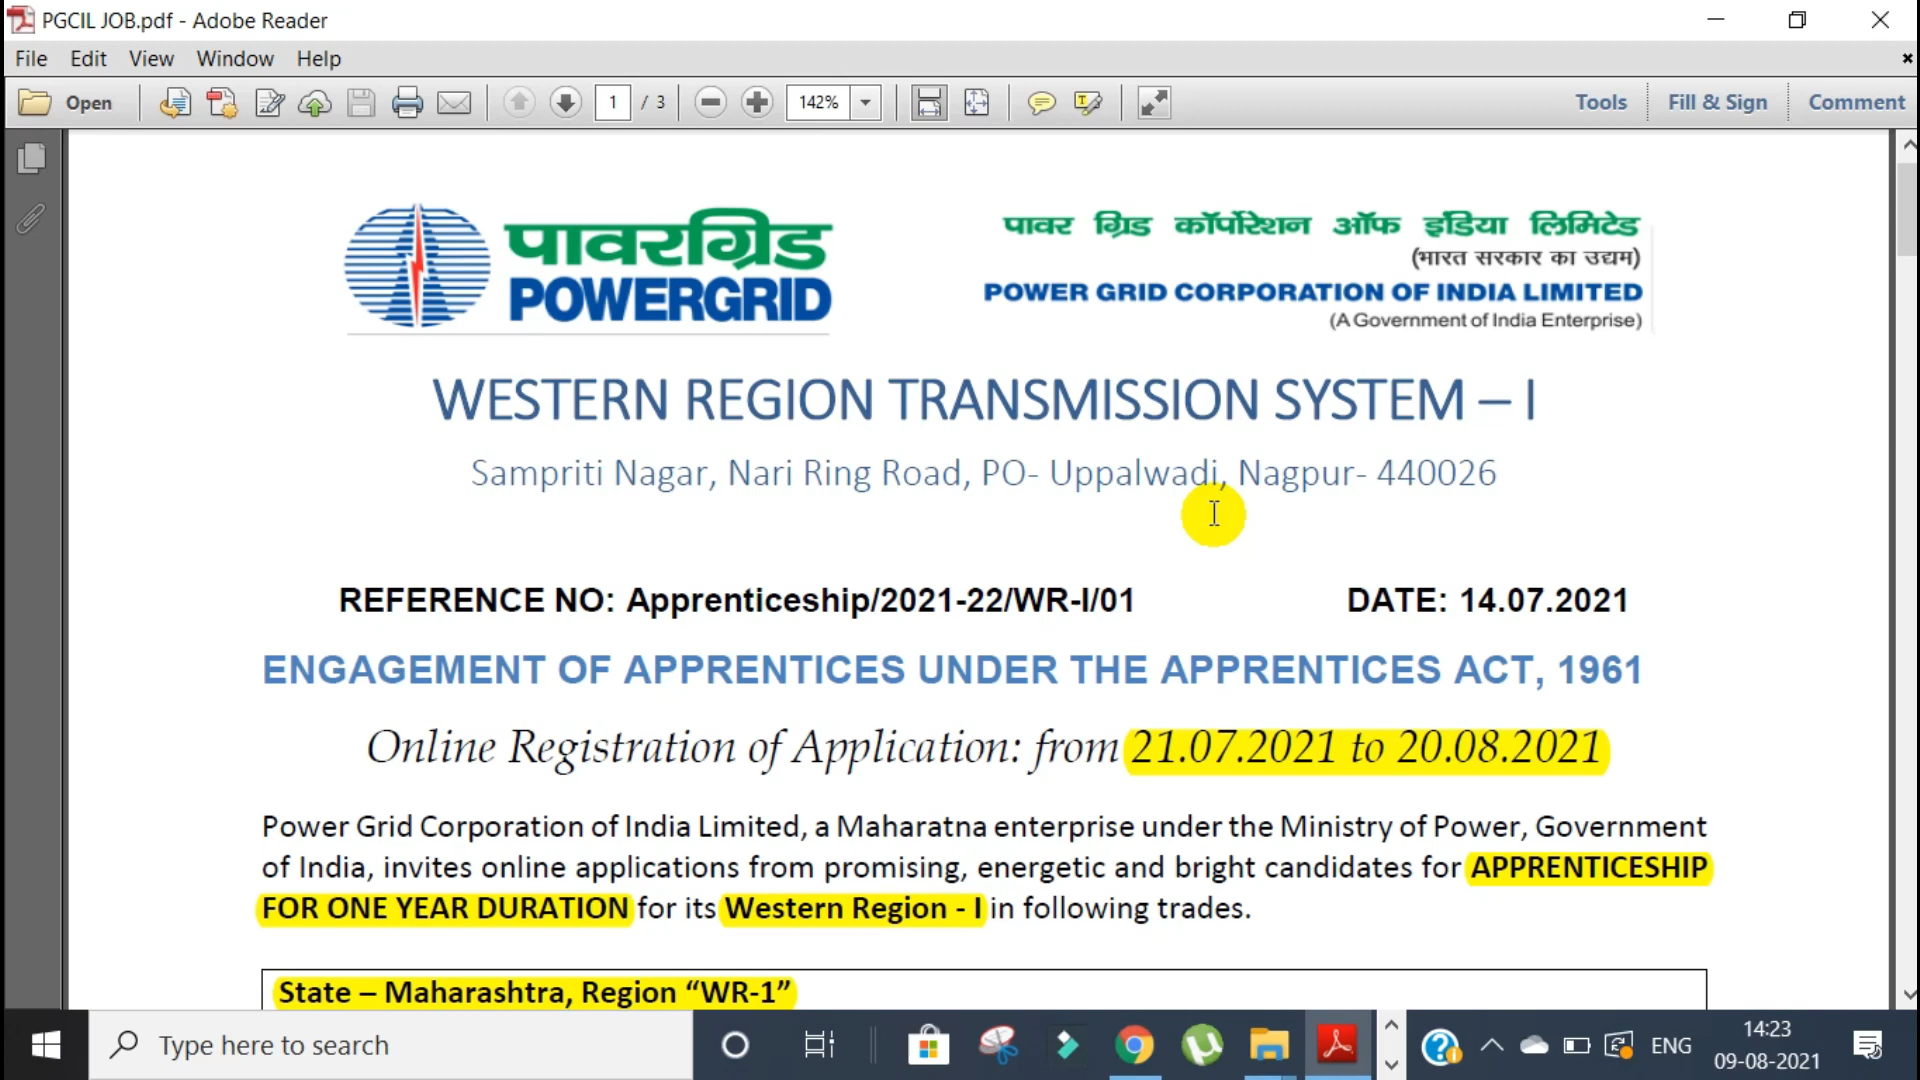 PGCIL JOB.pdf - Adobe Reader
File Edit View Window Help
Open 1 / 3 142% Tools Fill & Sign Comment
पावरग्रिड
POWERGRID
पावर ग्रिड कॉर्पोरेशन ऑफ इंडिया लिमिटेड
(भारत सरकार का उद्यम)
POWER GRID CORPORATION OF INDIA LIMITED
(A Government of India Enterprise)
WESTERN REGION TRANSMISSION SYSTEM – I
Sampriti Nagar, Nari Ring Road, PO- Uppalwadi, Nagpur- 440026
REFERENCE NO: Apprenticeship/2021-22/WR-I/01 DATE: 14.07.2021
ENGAGEMENT OF APPRENTICES UNDER THE APPRENTICES ACT, 1961
Online Registration of Application: from 21.07.2021 to 20.08.2021
Power Grid Corporation of India Limited, a Maharatna enterprise under the Ministry of Power, Government
of India, invites online applications from promising, energetic and bright candidates for APPRENTICESHIP
FOR ONE YEAR DURATION for its Western Region - I in following trades.
State – Maharashtra, Region “WR-1”
Type here to search
ENG
14:23
09-08-2021